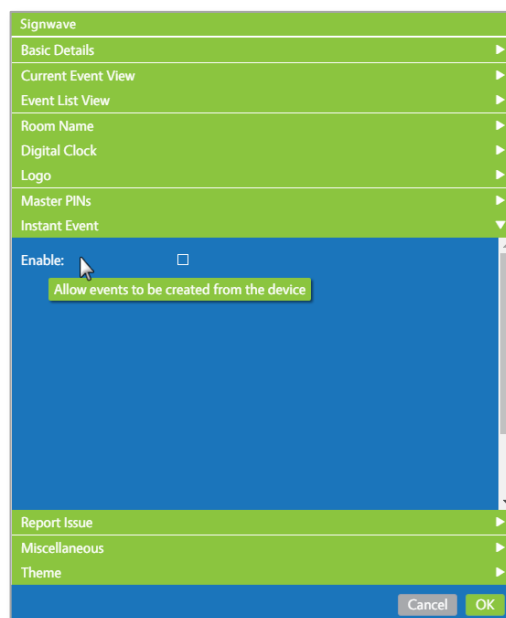 Signwave
Basic Details
Current Event View
Event List View
Room Name
Digital Clock
Logo
Master PINs
Instant Event
Enable:
Allow events to be created from the device
Report Issue
Miscellaneous
Theme
Cancel OK